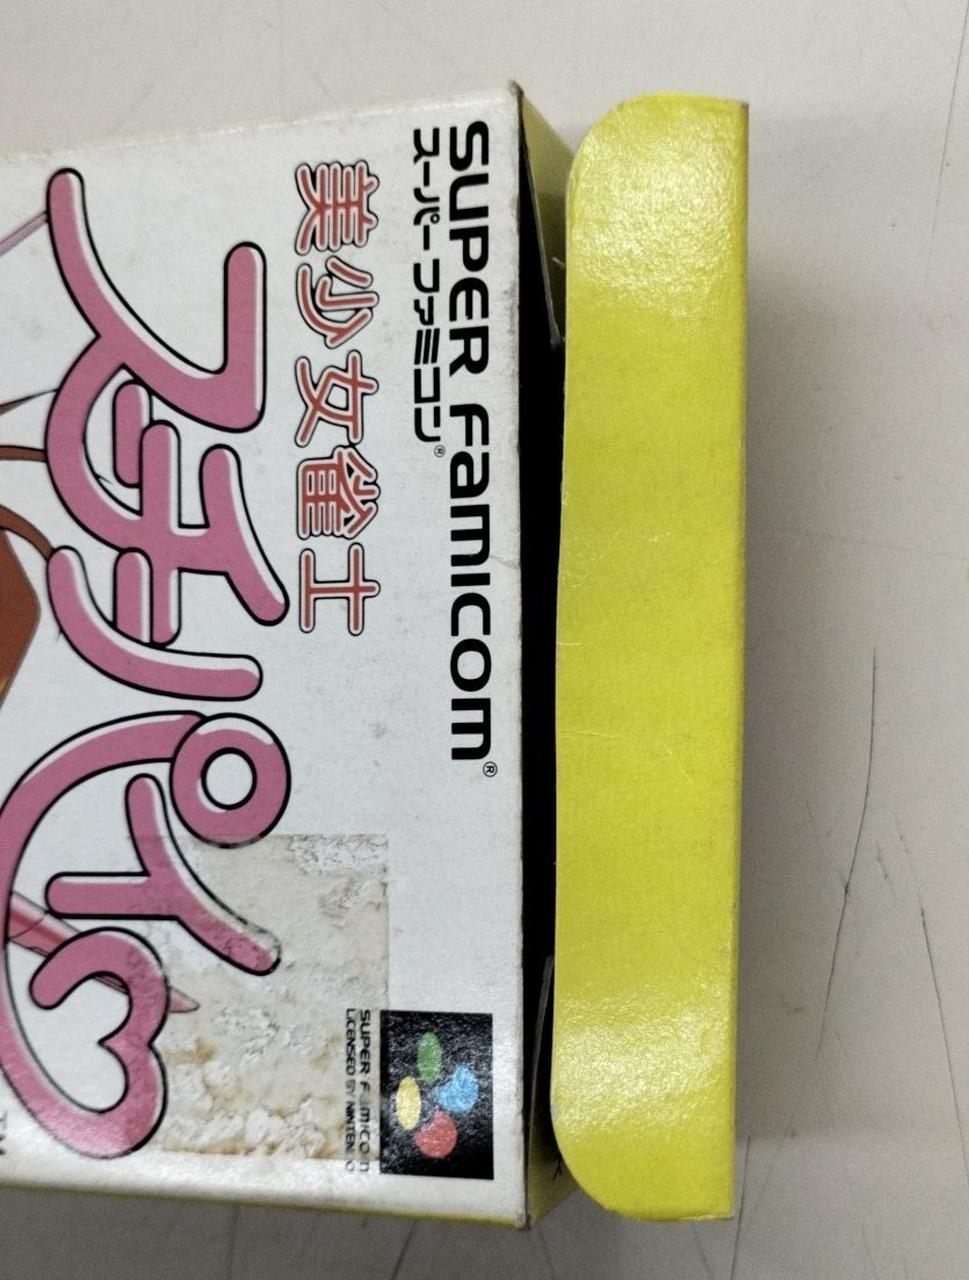 SUPER FAMICOM®
スーパーファミコン®
美少女雀士
スーチーパイ
SUPER FAMICOM
LICENSED BY NINTENDO
TM